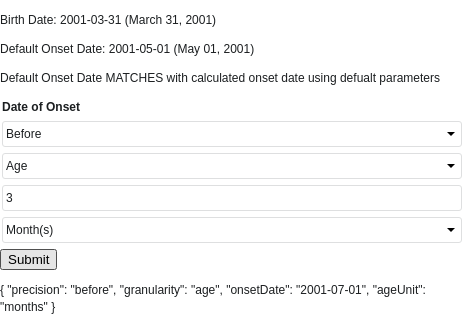 Birth Date: 2001-03-31 (March 31, 2001)
Default Onset Date: 2001-05-01 (May 01, 2001)
Default Onset Date MATCHES with calculated onset date using defualt parameters
Date of Onset
Before
Age
3
Month(s)
Submit
{ "precision": "before", "granularity": "age", "onsetDate": "2001-07-01", "ageUnit":
"months" }